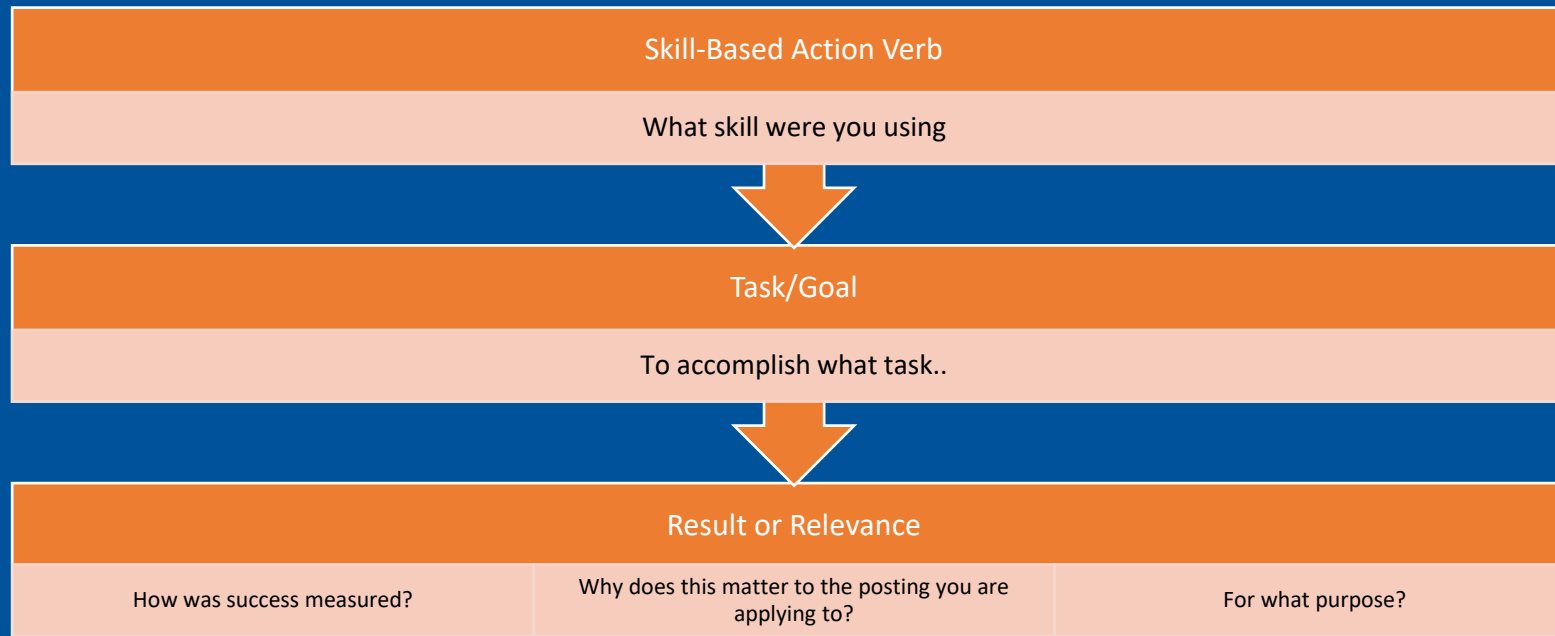 Skill-Based Action Verb
What skill were you using
Task/Goal
To accomplish what task..
Result or Relevance
How was success measured?
Why does this matter to the posting you are
applying to?
For what purpose?